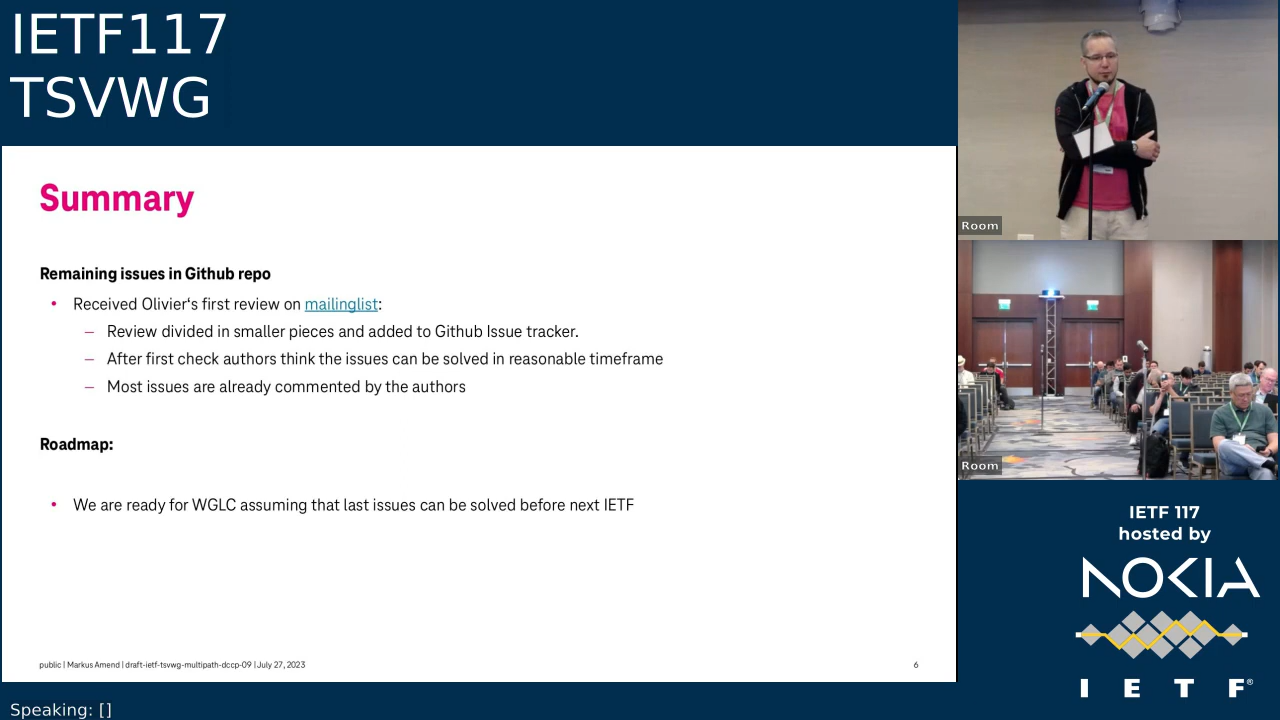 IETF117
TSVWG
Summary
Remaining issues in Github repo
• Received Olivier‘s first review on mailinglist:
– Review divided in smaller pieces and added to Github Issue tracker.
– After first check authors think the issues can be solved in reasonable timeframe
– Most issues are already commented by the authors
Roadmap:
• We are ready for WGLC assuming that last issues can be solved before next IETF
public | Markus Amend | draft-ietf-tsvwg-multipath-dccp-09 | July 27, 2023
6
Room
Room
IETF 117
hosted by
NOKIA
I E T F®
Speaking: []